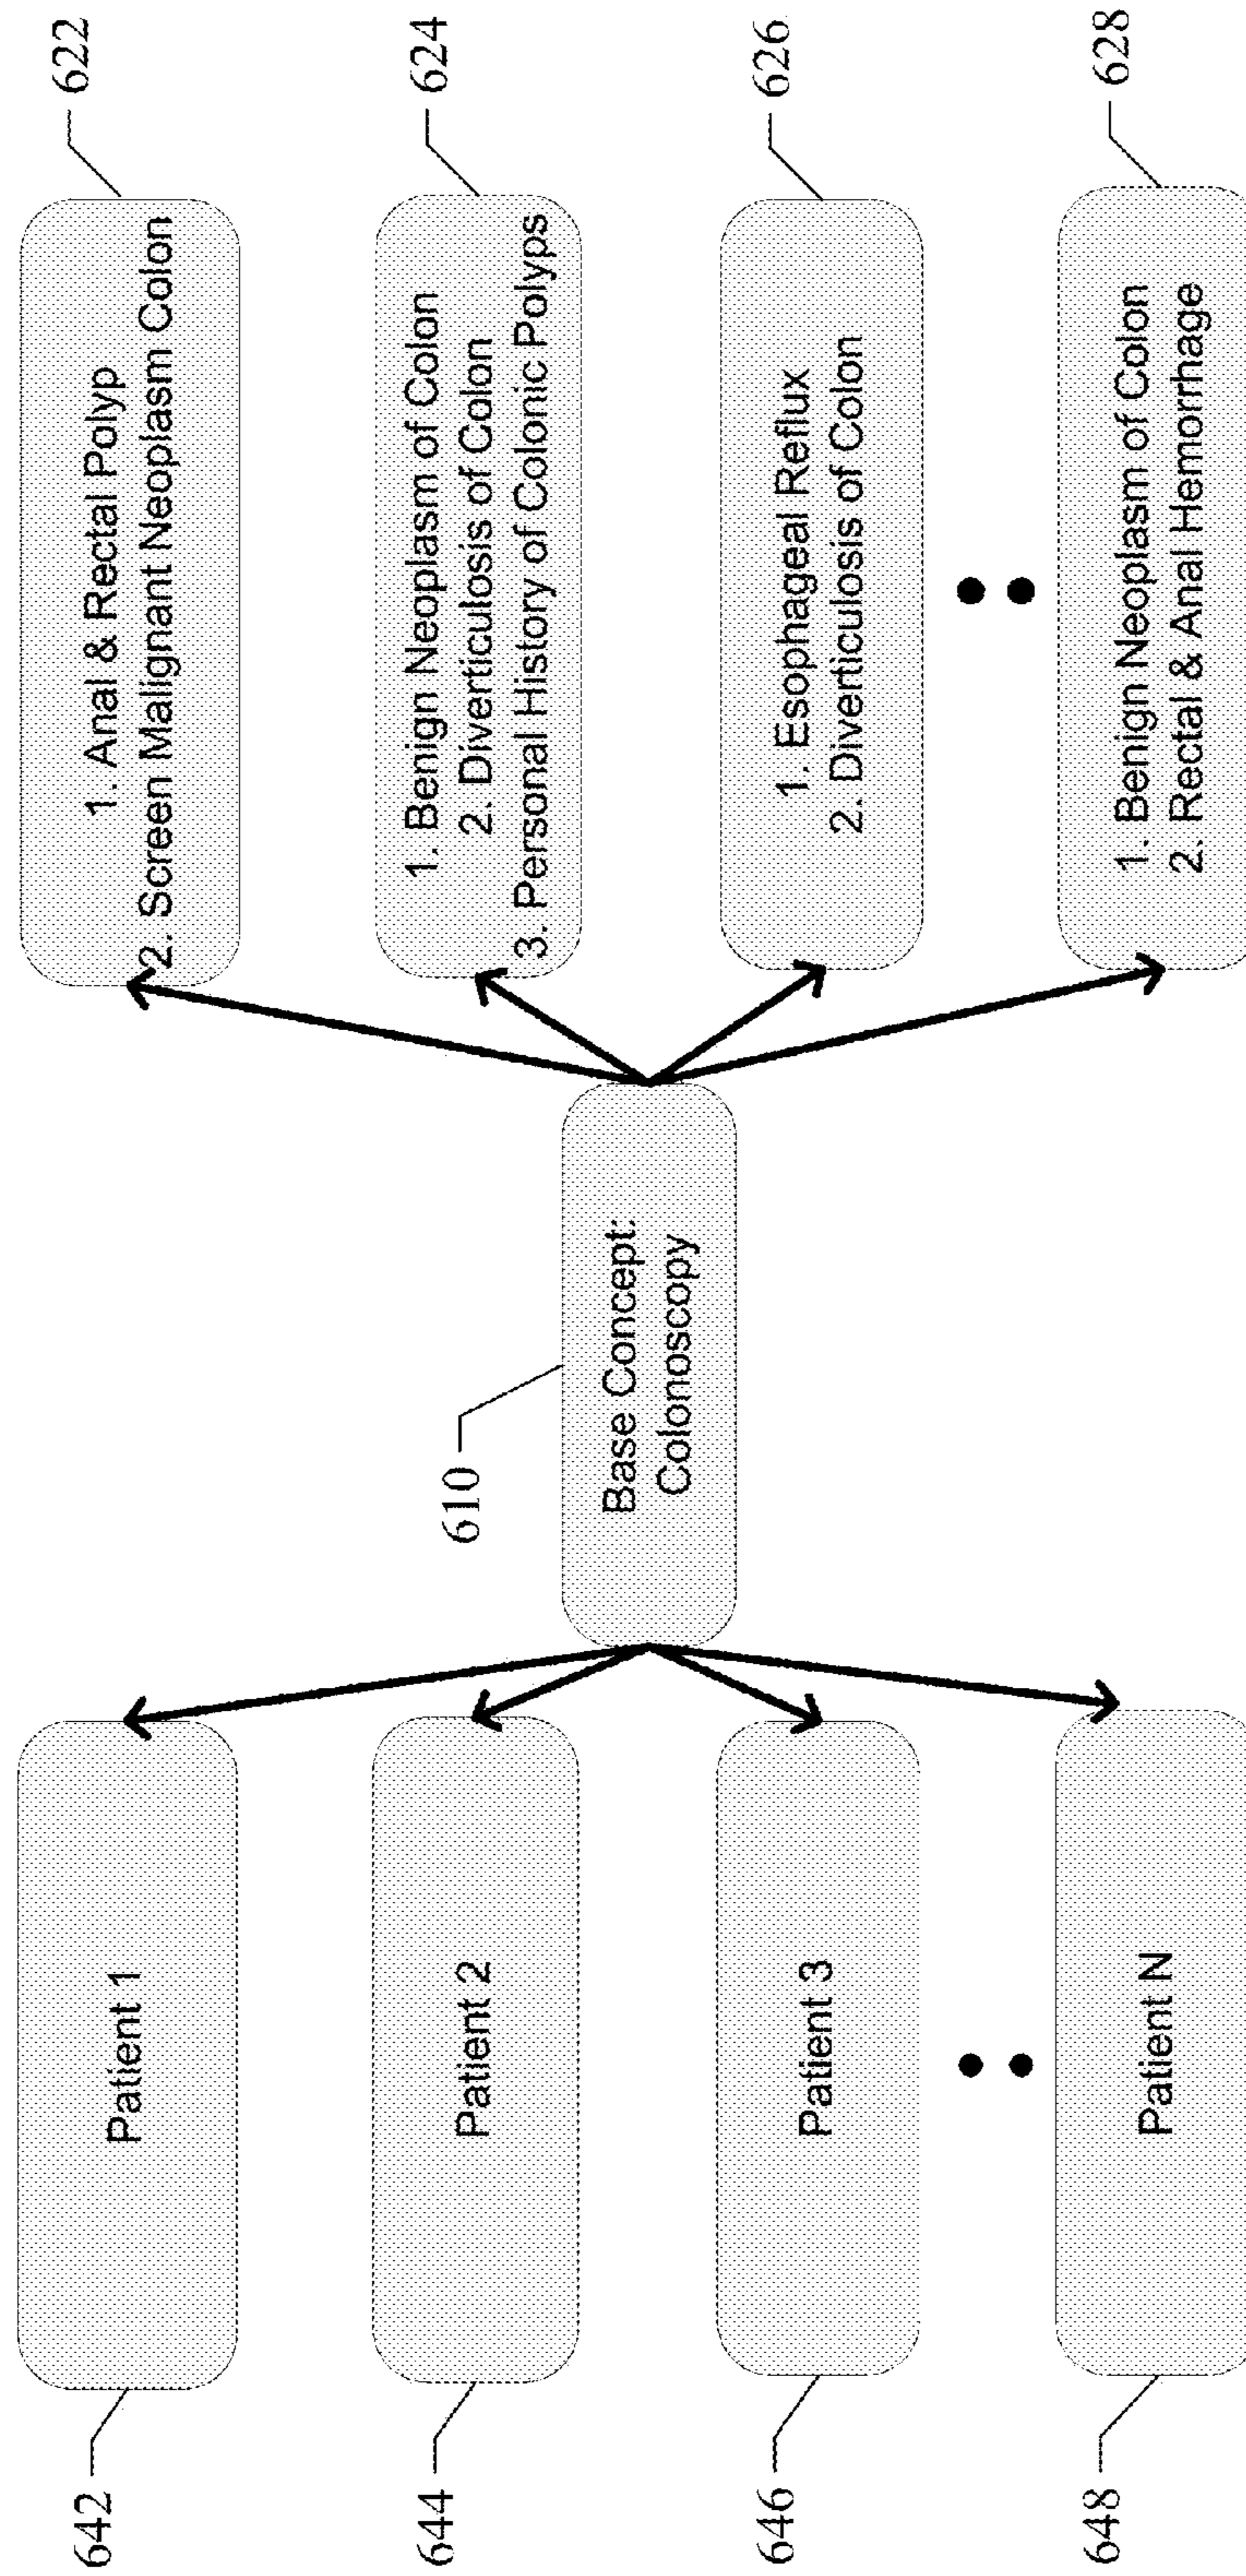 642
Patient 1
644
Patient 2
646
Patient 3
648
Patient N
610
Base Concept:
Colonoscopy
622
1. Anal & Rectal Polyp
2. Screen Malignant Neoplasm Colon
624
1. Benign Neoplasm of Colon
2. Diverticulosis of Colon
3. Personal History of Colonic Polyps
626
1. Esophageal Reflux
2. Diverticulosis of Colon
628
1. Benign Neoplasm of Colon
2. Rectal & Anal Hemorrhage